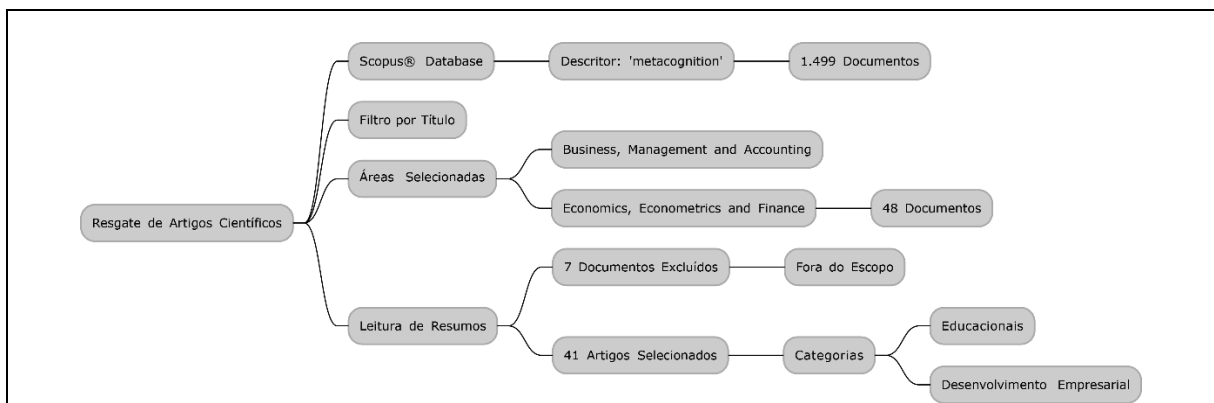 Scopus® Database
Descritor: 'metacognition'
1.499 Documentos
Filtro por Título
Business, Management and Accounting
Áreas Selecionadas
Economics, Econometrics and Finance
48 Documentos
Resgate de Artigos Científicos
7 Documentos Excluídos
Fora do Escopo
Leitura de Resumos
Educacionais
41 Artigos Selecionados
Categorias
Desenvolvimento Empresarial